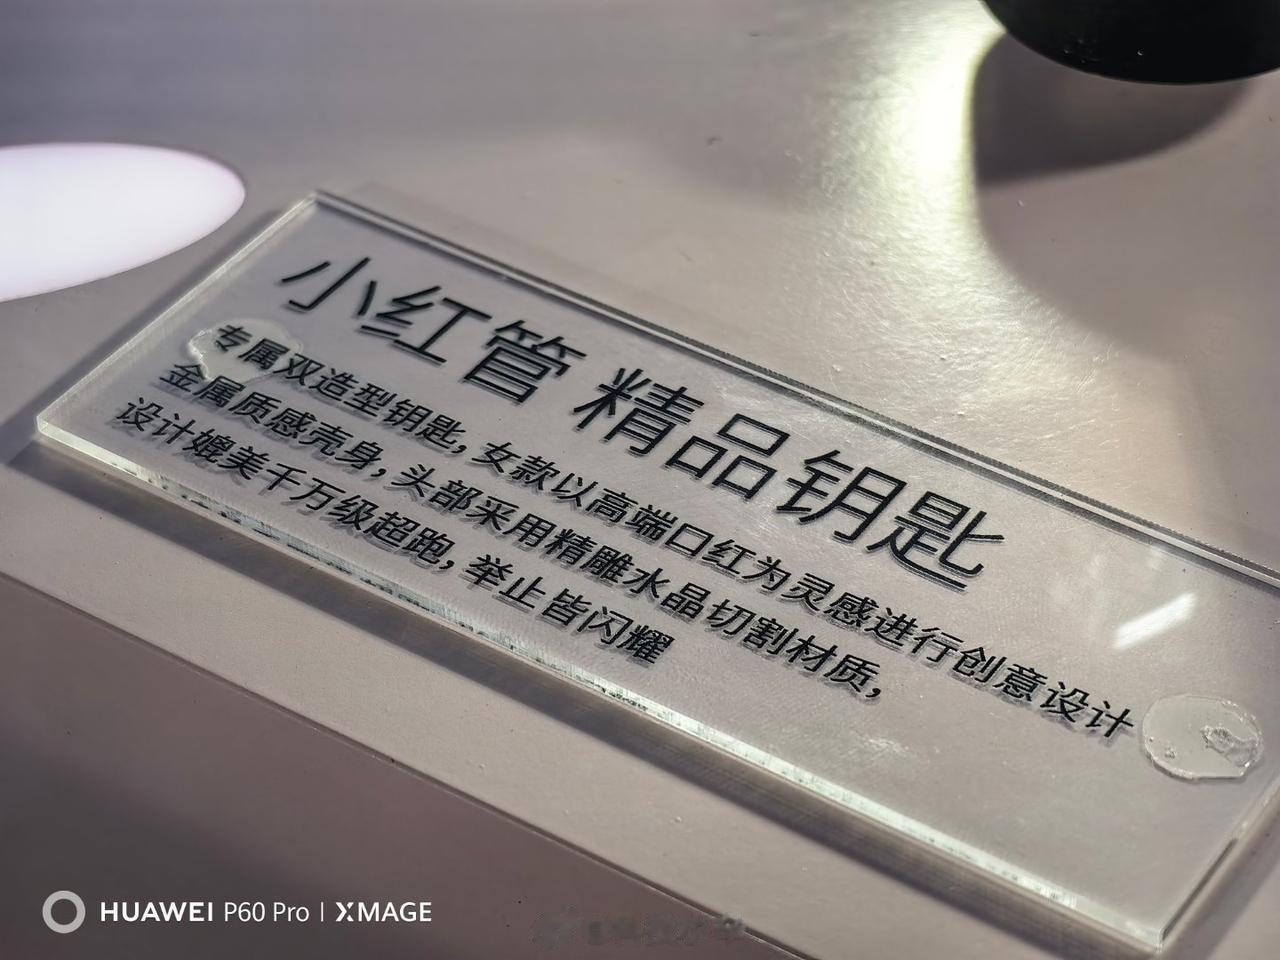 小红管 精品钥匙
专属双造型钥匙，女款以高端口红为灵感进行创意设计
金属质感壳身，头部采用精雕水晶切割材质，
设计媲美千万级超跑，举止皆闪耀
HUAWEI P60 Pro | XMAGE